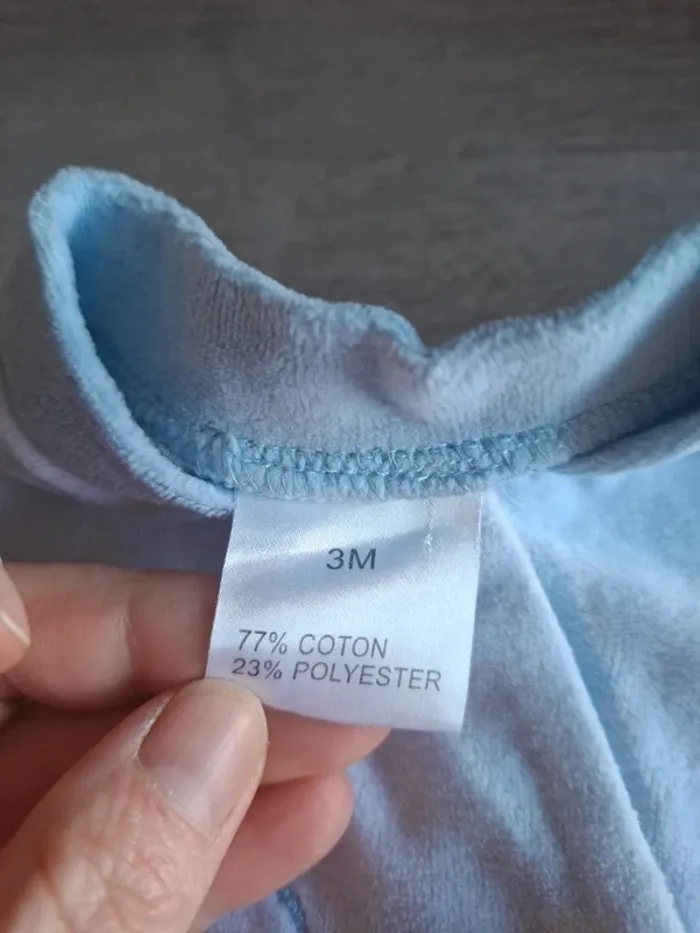 3M
77% COTON
23% POLYESTER